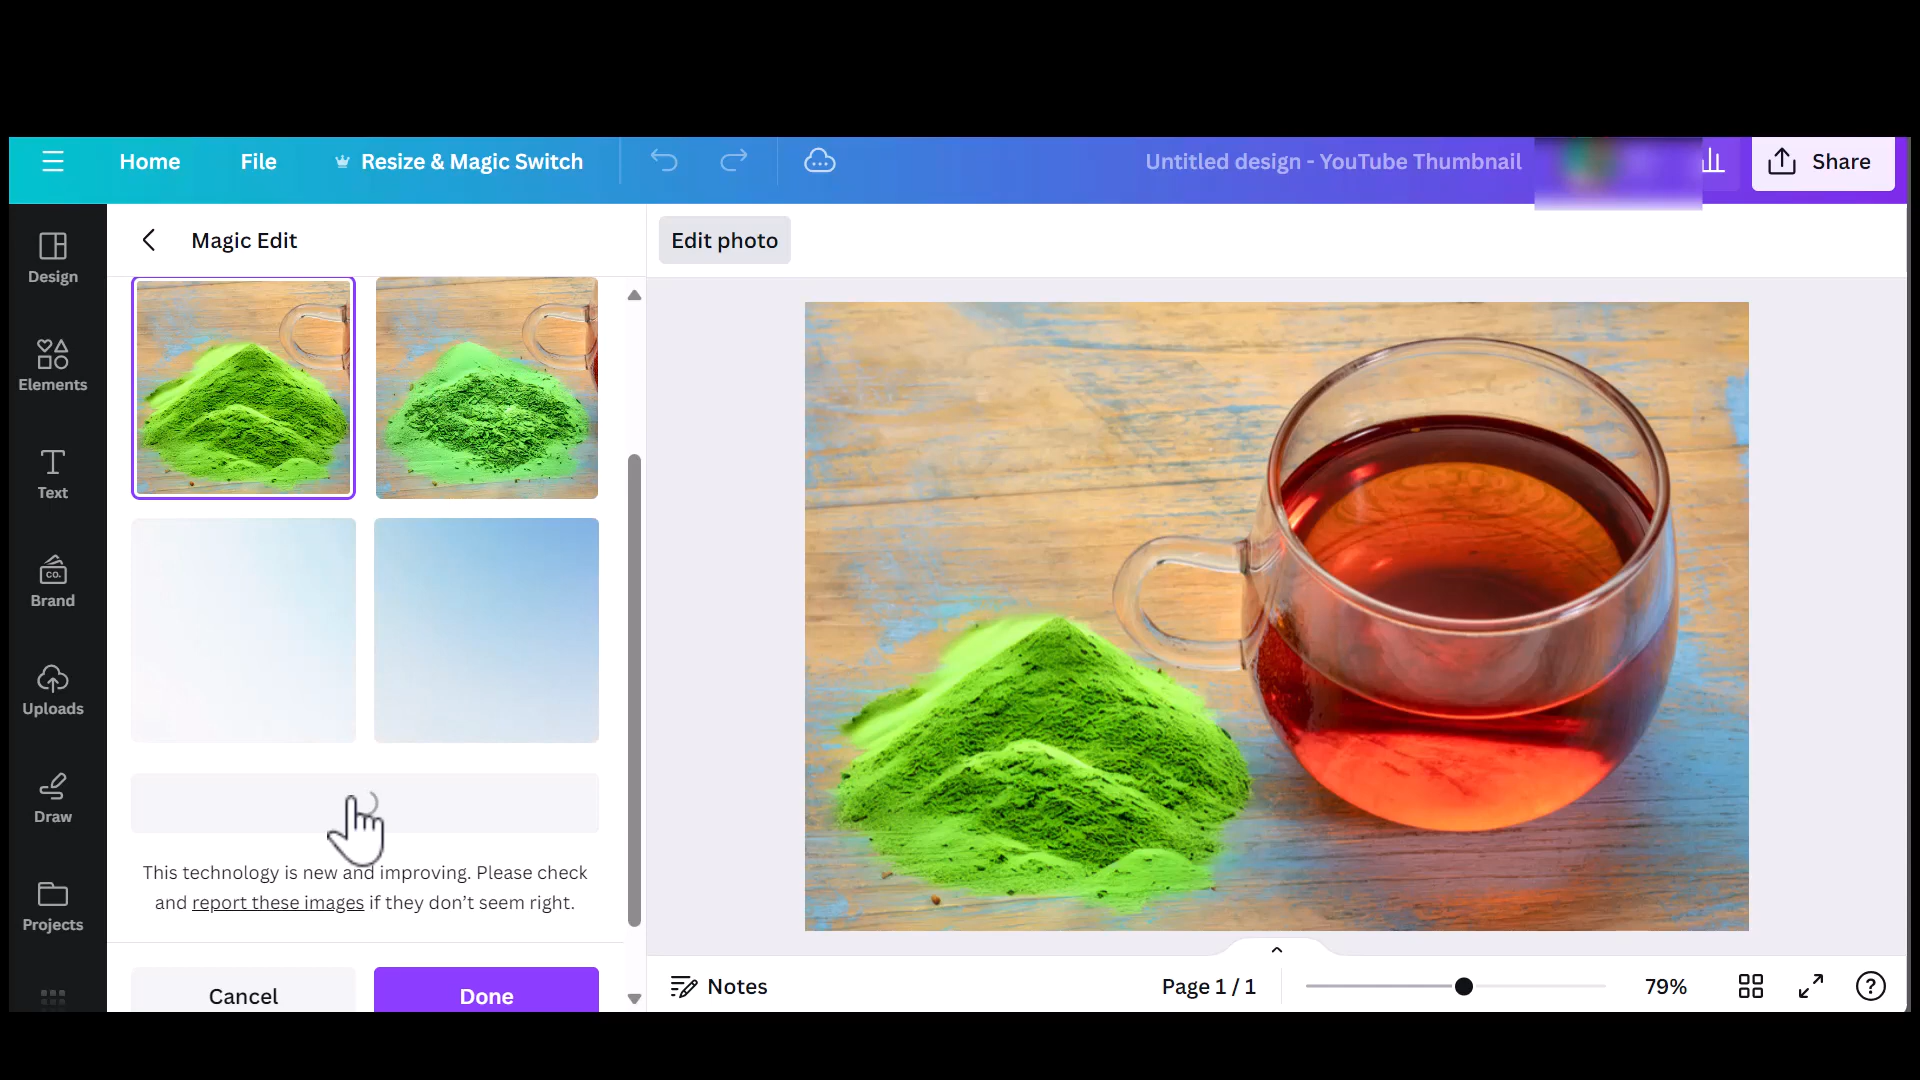 Home
File
Resize & Magic Switch
Untitled design - YouTube Thumbnail
Share
Design
Elements
Text
CO.
Brand
Uploads
Draw
Projects
Magic Edit
Edit photo
This technology is new and improving. Please check
and report these images if they don’t seem right.
Cancel
Done
Notes
Page 1 / 1
79%
?